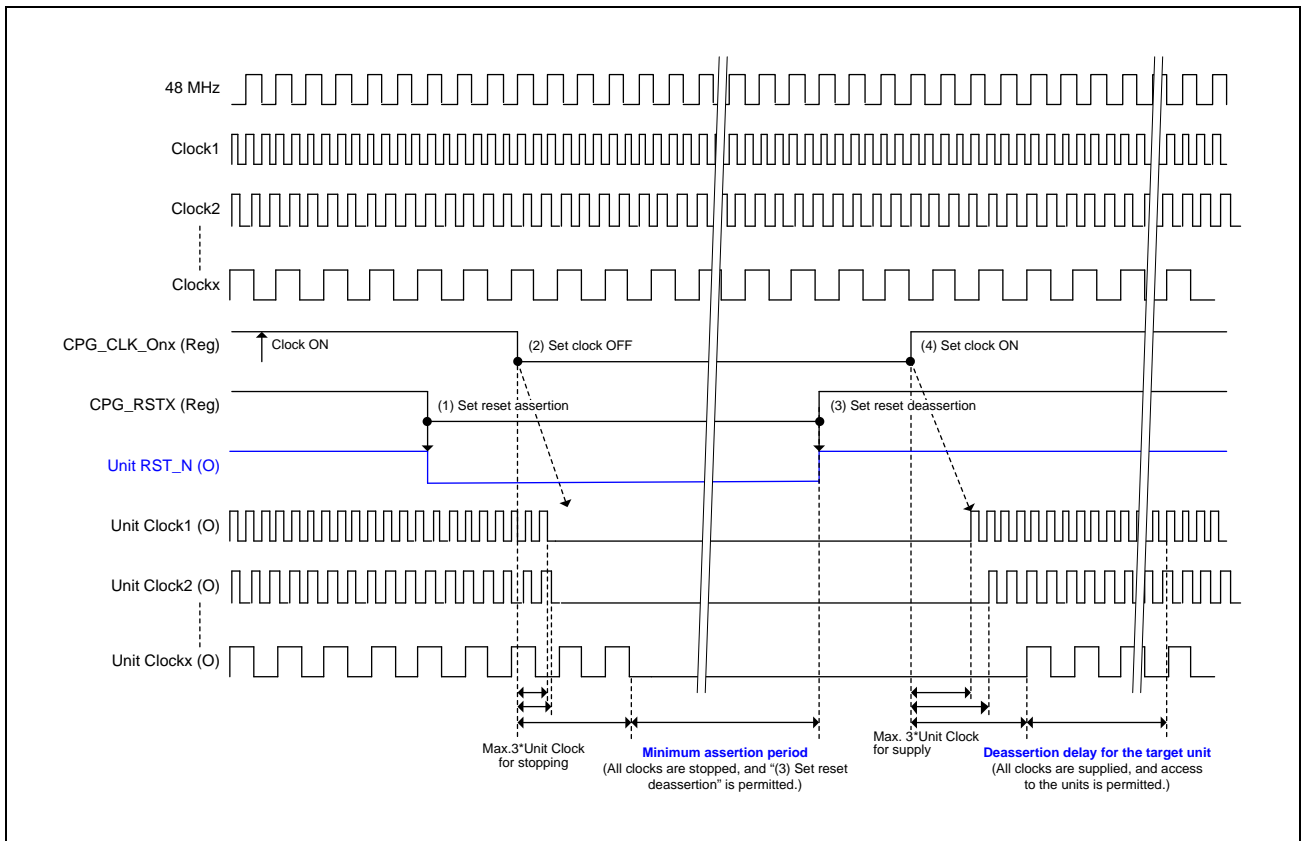 48 MHz
Clock1
Clock2
Clockx
CPG_CLK_Onx (Reg)
Clock ON
(2) Set clock OFF
(4) Set clock ON
CPG_RSTX (Reg)
(1) Set reset assertion
(3) Set reset deassertion
Unit RST_N (O)
Unit Clock1 (O)
Unit Clock2 (O)
Unit Clockx (O)
Max.3*Unit Clock
for stopping
Minimum assertion period
(All clocks are stopped, and “(3) Set reset
deassertion” is permitted.)
Max. 3*Unit Clock
for supply
Deassertion delay for the target unit
(All clocks are supplied, and access
to the units is permitted.)